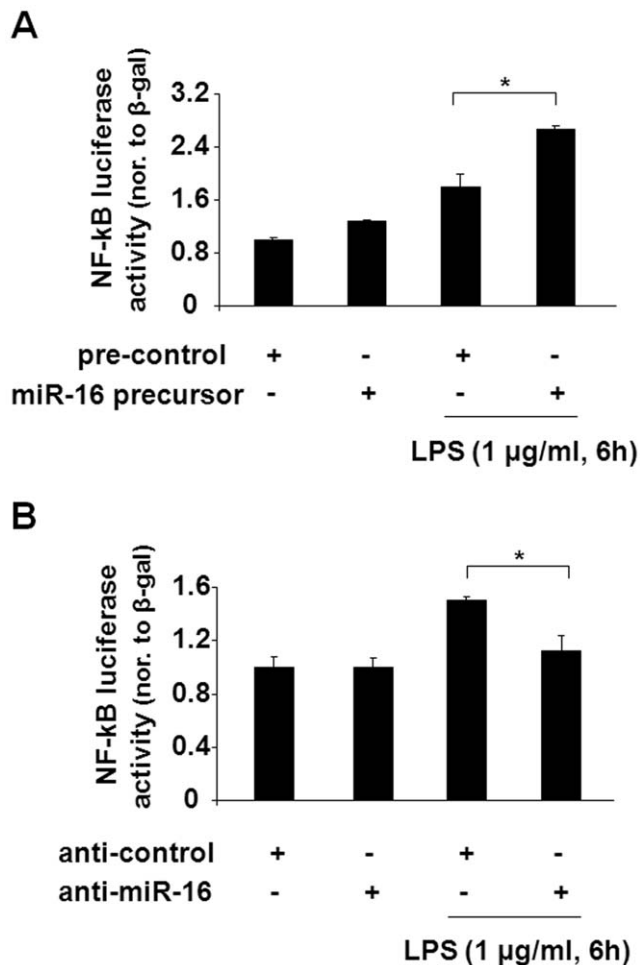 A
NF-kB luciferase
activity (nor. to β-gal)
3.2
2.4
1.6
0.8
0
*
pre-control + - + -
miR-16 precursor - + - +
LPS (1 μg/ml, 6h)
B
NF-kB luciferase
activity (nor. to β-gal)
1.6
1.2
0.8
0.4
0
*
anti-control + - + -
anti-miR-16 - + - +
LPS (1 μg/ml, 6h)